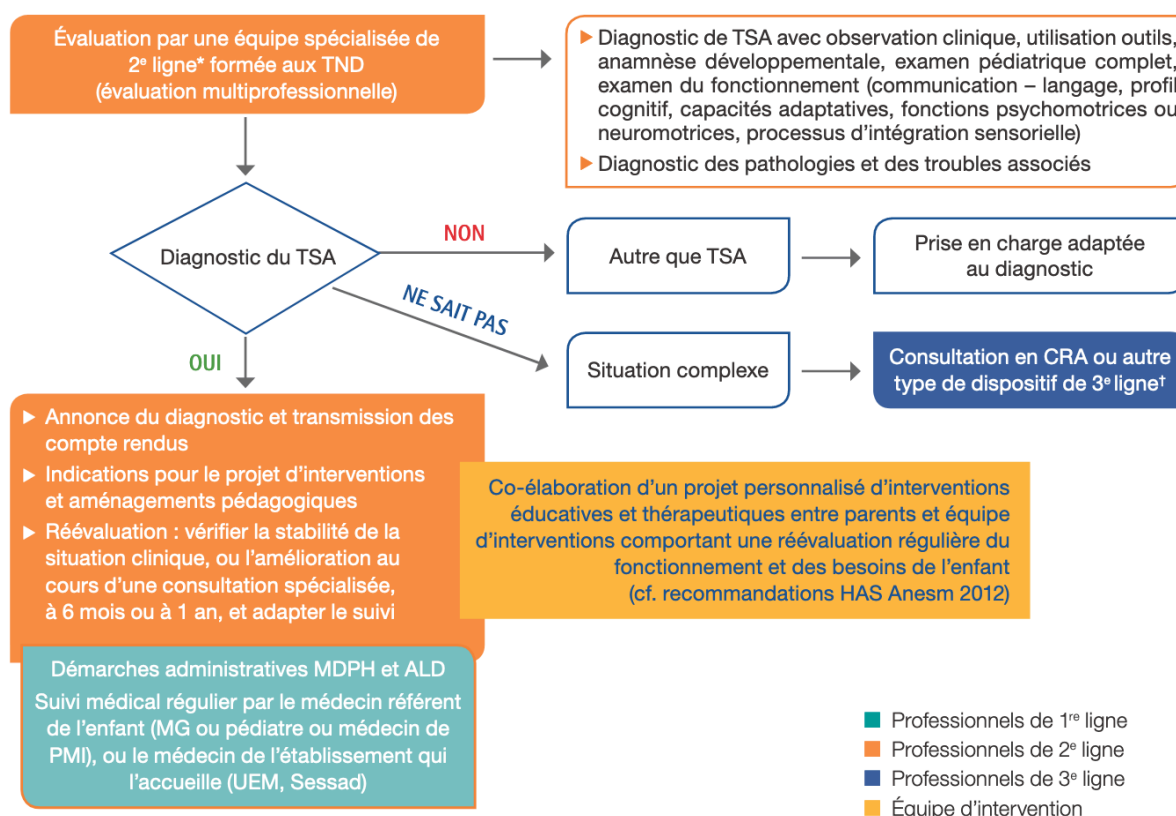 Évaluation par une équipe spécialisée de
2e ligne* formée aux TND
(évaluation multiprofessionnelle)
▶ Diagnostic de TSA avec observation clinique, utilisation outils,
anamnèse développementale, examen pédiatrique complet,
examen du fonctionnement (communication – langage, profil
cognitif, capacités adaptatives, fonctions psychomotrices ou
neuromotrices, processus d’intégration sensorielle)
▶ Diagnostic des pathologies et des troubles associés
Diagnostic du TSA
NON
Autre que TSA
Prise en charge adaptée
au diagnostic
NE SAIT PAS
Situation complexe
Consultation en CRA ou autre
type de dispositif de 3e ligne†
OUI
▶ Annonce du diagnostic et transmission des
compte rendus
▶ Indications pour le projet d’interventions
et aménagements pédagogiques
▶ Réévaluation : vérifier la stabilité de la
situation clinique, ou l’amélioration au
cours d’une consultation spécialisée,
à 6 mois ou à 1 an, et adapter le suivi
Co-élaboration d’un projet personnalisé d’interventions
éducatives et thérapeutiques entre parents et équipe
d’interventions comportant une réévaluation régulière du
fonctionnement et des besoins de l’enfant
(cf. recommandations HAS Anesm 2012)
Démarches administratives MDPH et ALD
Suivi médical régulier par le médecin référent
de l’enfant (MG ou pédiatre ou médecin de
PMI), ou le médecin de l’établissement qui
l’accueille (UEM, Sessad)
Professionnels de 1re ligne
Professionnels de 2e ligne
Professionnels de 3e ligne
Équipe d’intervention